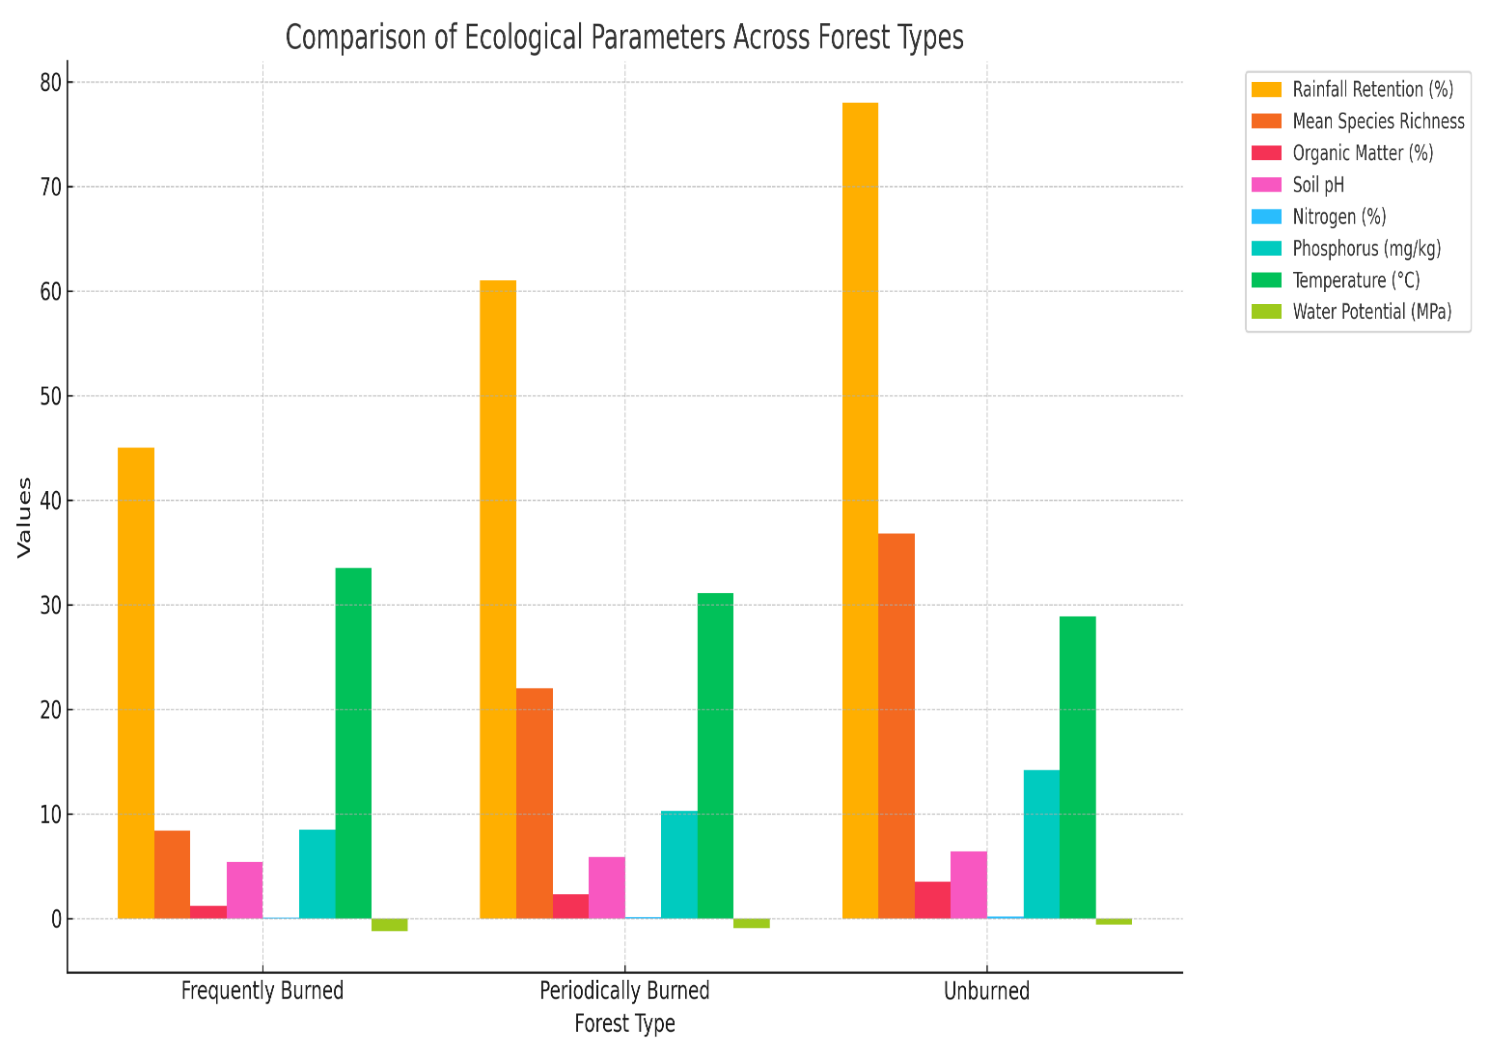 Comparison of Ecological Parameters Across Forest Types
Values
80
70
60
50
40
30
20
10
0
Frequently Burned
Periodically Burned
Unburned
Forest Type
Rainfall Retention (%)
Mean Species Richness
Organic Matter (%)
Soil pH
Nitrogen (%)
Phosphorus (mg/kg)
Temperature (°C)
Water Potential (MPa)